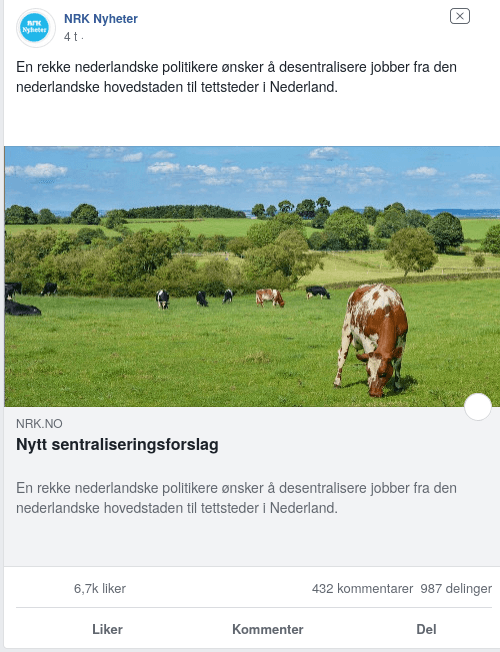 NRK
Nyheter
NRK Nyheter
4 t ·
En rekke nederlandske politikere ønsker å desentralisere jobber fra den
nederlandske hovedstaden til tettsteder i Nederland.
NRK.NO
Nytt sentraliseringsforslag
En rekke nederlandske politikere ønsker å desentralisere jobber fra den
nederlandske hovedstaden til tettsteder i Nederland.
6,7k liker 432 kommentarer 987 delinger
Liker Kommenter Del